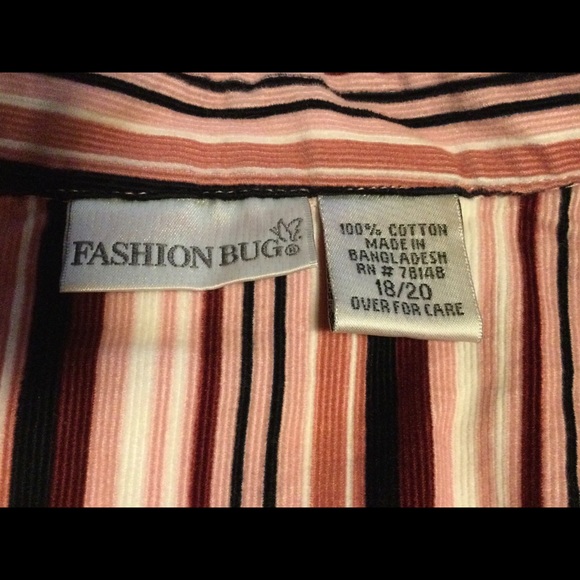 FASHION BUG®
100% COTTON
MADE IN
BANGLADESH
RN # 78148
18/20
OVER FOR CARE